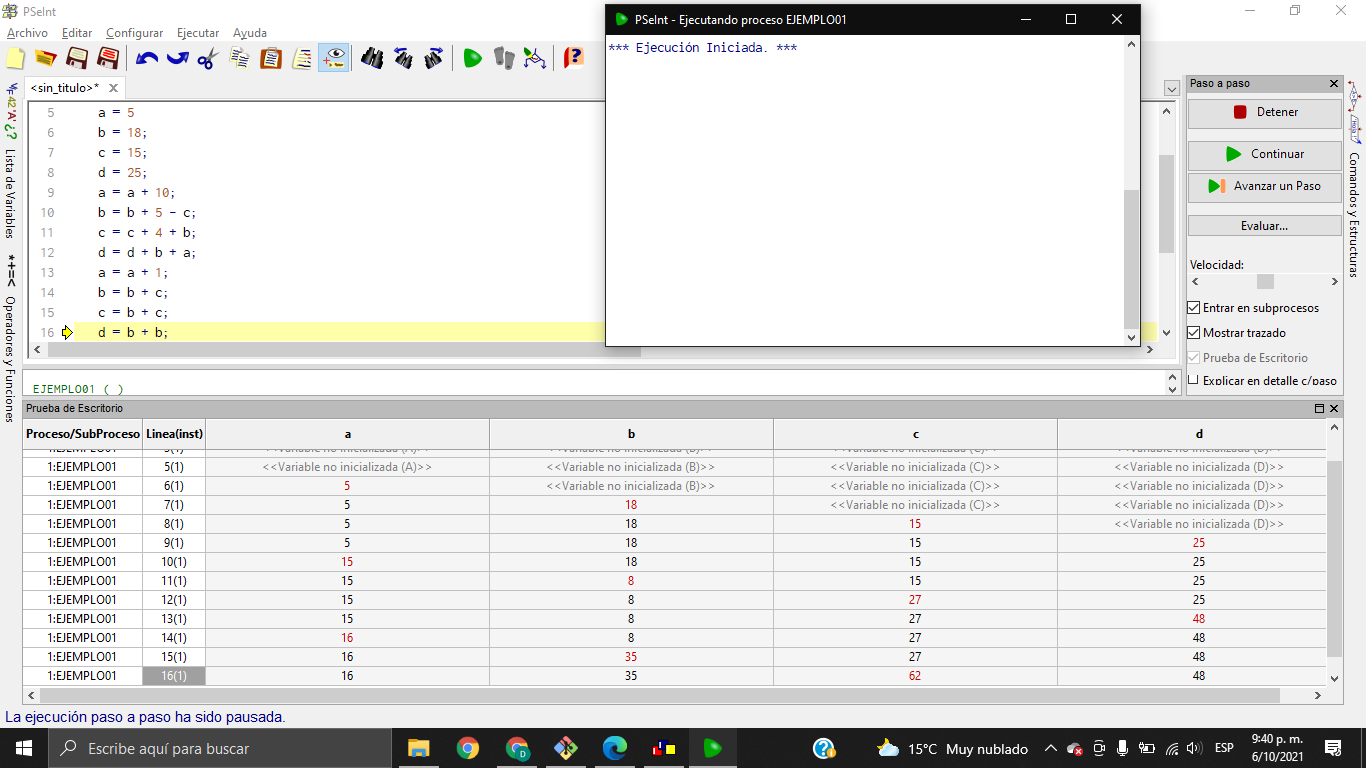 PSeInt
Archivo Editar Configurar Ejecutar Ayuda
<sin_titulo>*
5 a = 5
6 b = 18;
7 c = 15;
8 d = 25;
9 a = a + 10;
10 b = b + 5 - c;
11 c = c + 4 + b;
12 d = d + b + a;
13 a = a + 1;
14 b = b + c;
15 c = b + c;
16 d = b + b;
EJEMPLO01 ( )
Lista de Variables
Operadores y Funciones
PSeInt - Ejecutando proceso EJEMPLO01
*** Ejecución Iniciada. ***
Paso a paso
Detener
Continuar
Avanzar un Paso
Evaluar...
Velocidad:
Entrar en subprocesos
Mostrar trazado
Prueba de Escritorio
Explicar en detalle c/paso
Comandos y Estructuras
Prueba de Escritorio
Proceso/SubProceso Linea(inst) a b c d
1:EJEMPLO01 5(1) <<Variable no inicializada (A)>> <<Variable no inicializada (B)>> <<Variable no inicializada (C)>> <<Variable no inicializada (D)>>
1:EJEMPLO01 6(1) 5 <<Variable no inicializada (B)>> <<Variable no inicializada (C)>> <<Variable no inicializada (D)>>
1:EJEMPLO01 7(1) 5 18 <<Variable no inicializada (C)>> <<Variable no inicializada (D)>>
1:EJEMPLO01 8(1) 5 18 15 <<Variable no inicializada (D)>>
1:EJEMPLO01 9(1) 5 18 15 25
1:EJEMPLO01 10(1) 15 18 15 25
1:EJEMPLO01 11(1) 15 8 15 25
1:EJEMPLO01 12(1) 15 8 27 25
1:EJEMPLO01 13(1) 15 8 27 48
1:EJEMPLO01 14(1) 16 8 27 48
1:EJEMPLO01 15(1) 16 35 27 48
1:EJEMPLO01 16(1) 16 35 62 48
La ejecución paso a paso ha sido pausada.
Escribe aquí para buscar
15°C Muy nublado
ESP
9:40 p. m.
6/10/2021